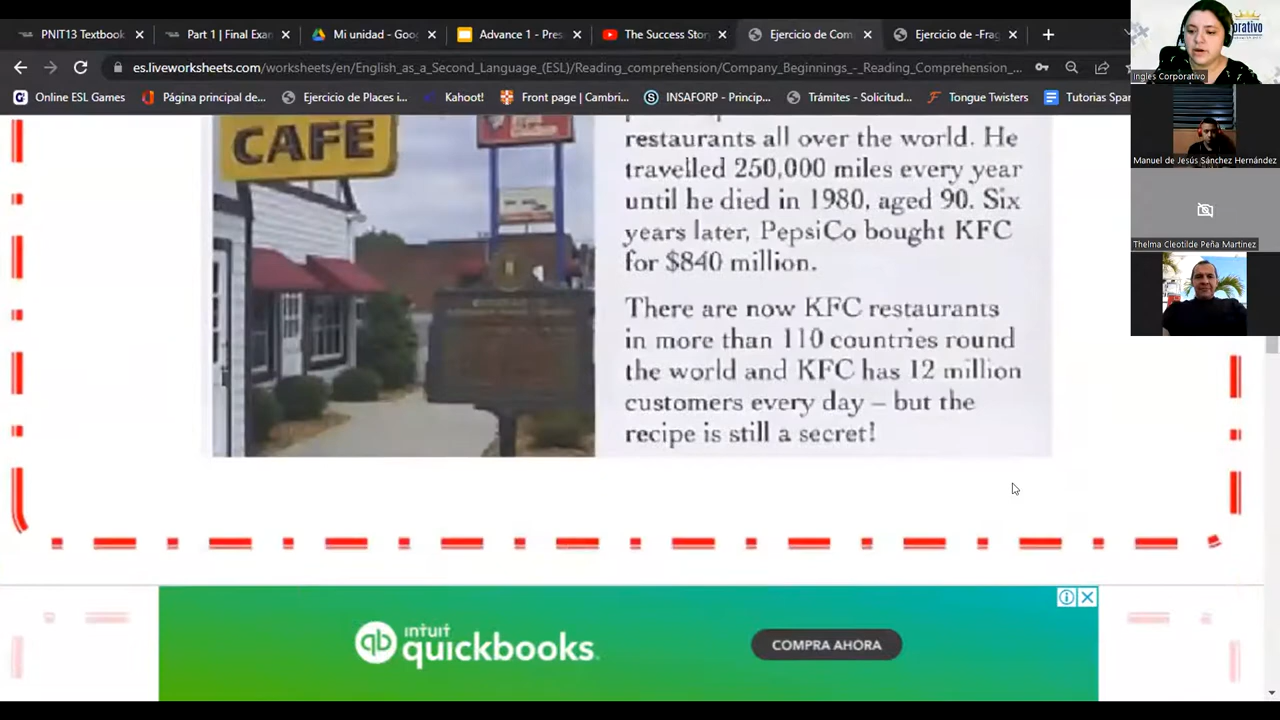 PNIT13 Textbook
Part 1 | Final Exan
Mi unidad - Goo
Advance 1 - Pres
The Success Stor
Ejercicio de Com
Ejercicio de -Frag
es.liveworksheets.com/worksheets/en/English_as_a_Second_Language_(ESL)/Reading_comprehension/Company_Beginnings_-_Reading_Comprehension_...
Online ESL Games
Página principal de...
Ejercicio de Places i...
Kaho
Front page | Cambri...
INSAFORP - Princip...
Trámites - Solicitud...
Tongue Twisters
Tutorias Spar
orativo
Ingles Corporativo
Manuel de Jesús Sánchez Hernández
Thelma Cleotilde Peña Martinez
CAFE
restaurants all over the world. He
travelled 250,000 miles every year
until he died in 1980, aged 90. Six
years later, PepsiCo bought KFC
for $840 million.
There are now KFC restaurants
in more than 110 countries round
the world and KFC has 12 million
customers every day – but the
recipe is still a secret!
intuit
quickbooks.
COMPRA AHORA